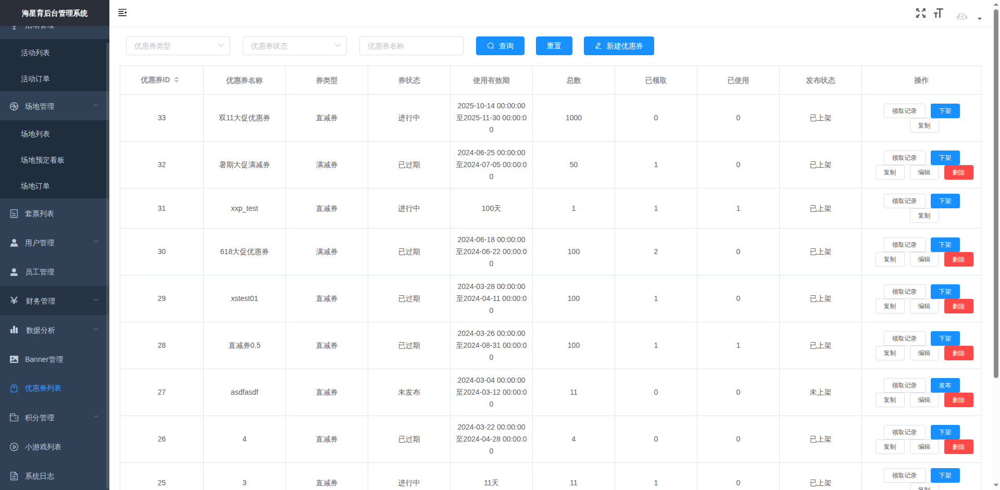 海星育后台管理系统
活动管理
活动列表
活动订单
场地管理
场地列表
场地预定看板
场地订单
套票列表
用户管理
员工管理
财务管理
数据分析
Banner管理
优惠券列表
积分管理
小游戏列表
系统日志
优惠券类型 优惠券状态 优惠券名称 查询 重置 新建优惠券
优惠券ID 优惠券名称 券类型 券状态 使用有效期 总数 已领取 已使用 发布状态 操作
33 双11大促优惠券 直减券 进行中 2025-10-14 00:00:00
至2025-11-30 00:00:0
0 1000 0 0 已上架 领取记录 下架
复制
32 暑期大促满减券 满减券 已过期 2024-06-25 00:00:00
至2024-07-05 00:00:0
0 50 1 0 已上架 领取记录 下架
复制 编辑 删除
31 xxp_test 直减券 进行中 100天 1 1 1 已上架 领取记录 下架
复制
30 618大促优惠券 满减券 已过期 2024-06-18 00:00:00
至2024-06-22 00:00:0
0 100 2 0 已上架 领取记录 下架
复制 编辑 删除
29 xstest01 直减券 已过期 2024-03-28 00:00:00
至2024-04-11 00:00:0
0 100 1 0 已上架 领取记录 下架
复制 编辑 删除
28 直减券0.5 直减券 已过期 2024-03-26 00:00:00
至2024-08-31 00:00:0
0 100 1 1 已上架 领取记录 下架
复制 编辑 删除
27 asdfasdf 直减券 未发布 2024-03-04 00:00:00
至2024-03-12 00:00:0
0 11 0 0 未上架 领取记录 发布
复制 编辑 删除
26 4 直减券 已过期 2024-03-22 00:00:00
至2024-04-28 00:00:0
0 4 0 0 已上架 领取记录 下架
复制 编辑 删除
25 3 直减券 进行中 11天 11 1 0 已上架 领取记录 下架
复制